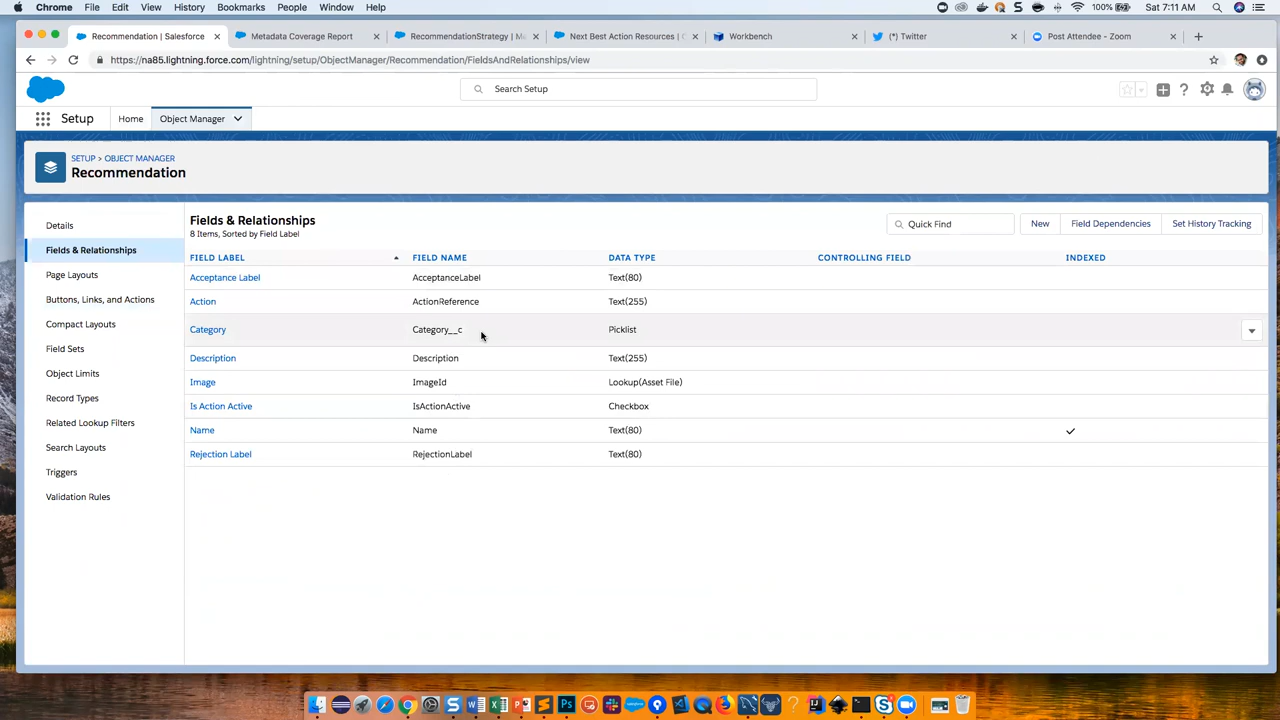 Chrome File Edit View History Bookmarks People Window Help 100% Sat 7:11 AM
Recommendation | Salesforce Metadata Coverage Report RecommendationStrategy | Me Next Best Action Resources | C Workbench (*) Twitter Post Attendee - Zoom
https://na85.lightning.force.com/lightning/setup/ObjectManager/Recommendation/FieldsAndRelationships/view
Search Setup
Setup Home Object Manager
SETUP > OBJECT MANAGER
Recommendation
Details
Fields & Relationships
Page Layouts
Buttons, Links, and Actions
Compact Layouts
Field Sets
Object Limits
Record Types
Related Lookup Filters
Search Layouts
Triggers
Validation Rules
Fields & Relationships
8 Items, Sorted by Field Label
Quick Find New Field Dependencies Set History Tracking
FIELD LABEL FIELD NAME DATA TYPE CONTROLLING FIELD INDEXED
Acceptance Label AcceptanceLabel Text(80)
Action ActionReference Text(255)
Category Category__c Picklist
Description Description Text(255)
Image ImageId Lookup(Asset File)
Is Action Active IsActionActive Checkbox
Name Name Text(80)
Rejection Label RejectionLabel Text(80)